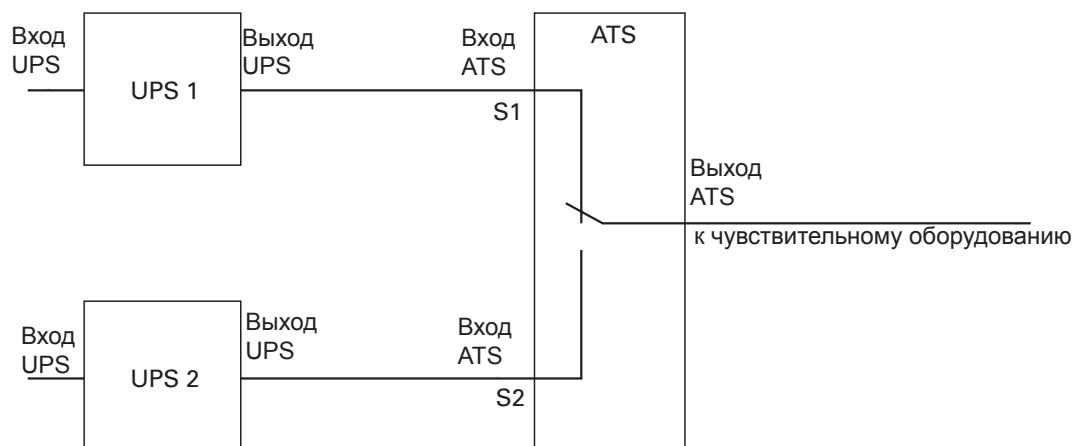 Вход
UPS
UPS 1
Выход
UPS
Вход
ATS
S1
ATS
Выход
ATS
к чувствительному оборудованию
Вход
UPS
UPS 2
Выход
UPS
Вход
ATS
S2